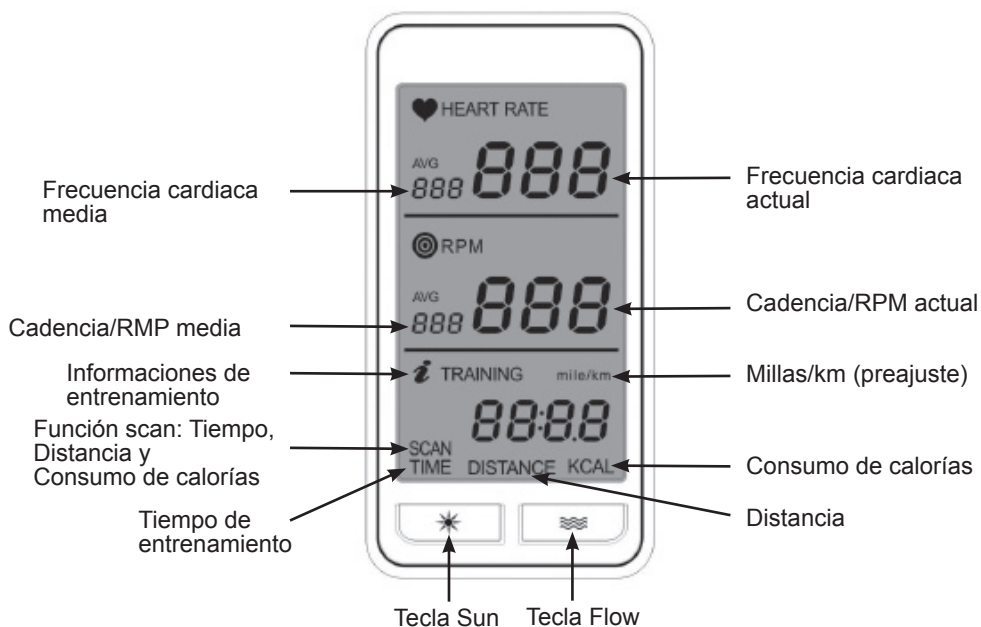 HEART RATE
AVG
888
888
Frecuencia cardiaca
media
Frecuencia cardiaca
actual
RPM
AVG
888
888
Cadencia/RMP media
Cadencia/RPM actual
Informaciones de
entrenamiento
i TRAINING
mile/km
Millas/km (preajuste)
88:8.8
Función scan: Tiempo,
Distancia y
Consumo de calorías
SCAN
TIME DISTANCE KCAL
Consumo de calorías
Tiempo de
entrenamiento
Distancia
Tecla Sun
Tecla Flow